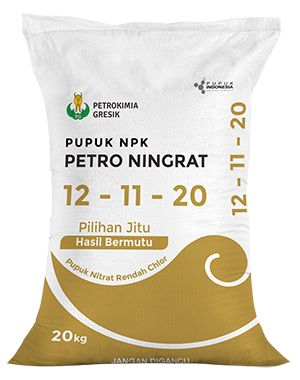 PETROKIMIA
GRESIK
PUPUK
INDONESIA
PUPUK NPK
PETRO NINGRAT
12 - 11 - 20
12 - 11 - 20
Pilihan Jitu
Hasil Bermutu
Pupuk Nitrat Rendah Chlor
20kg
JANGAN DIGANCU